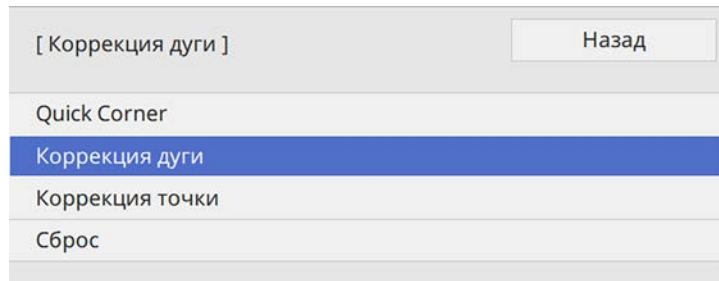 [ Коррекция дуги ]
Назад
Quick Corner
Коррекция дуги
Коррекция точки
Сброс